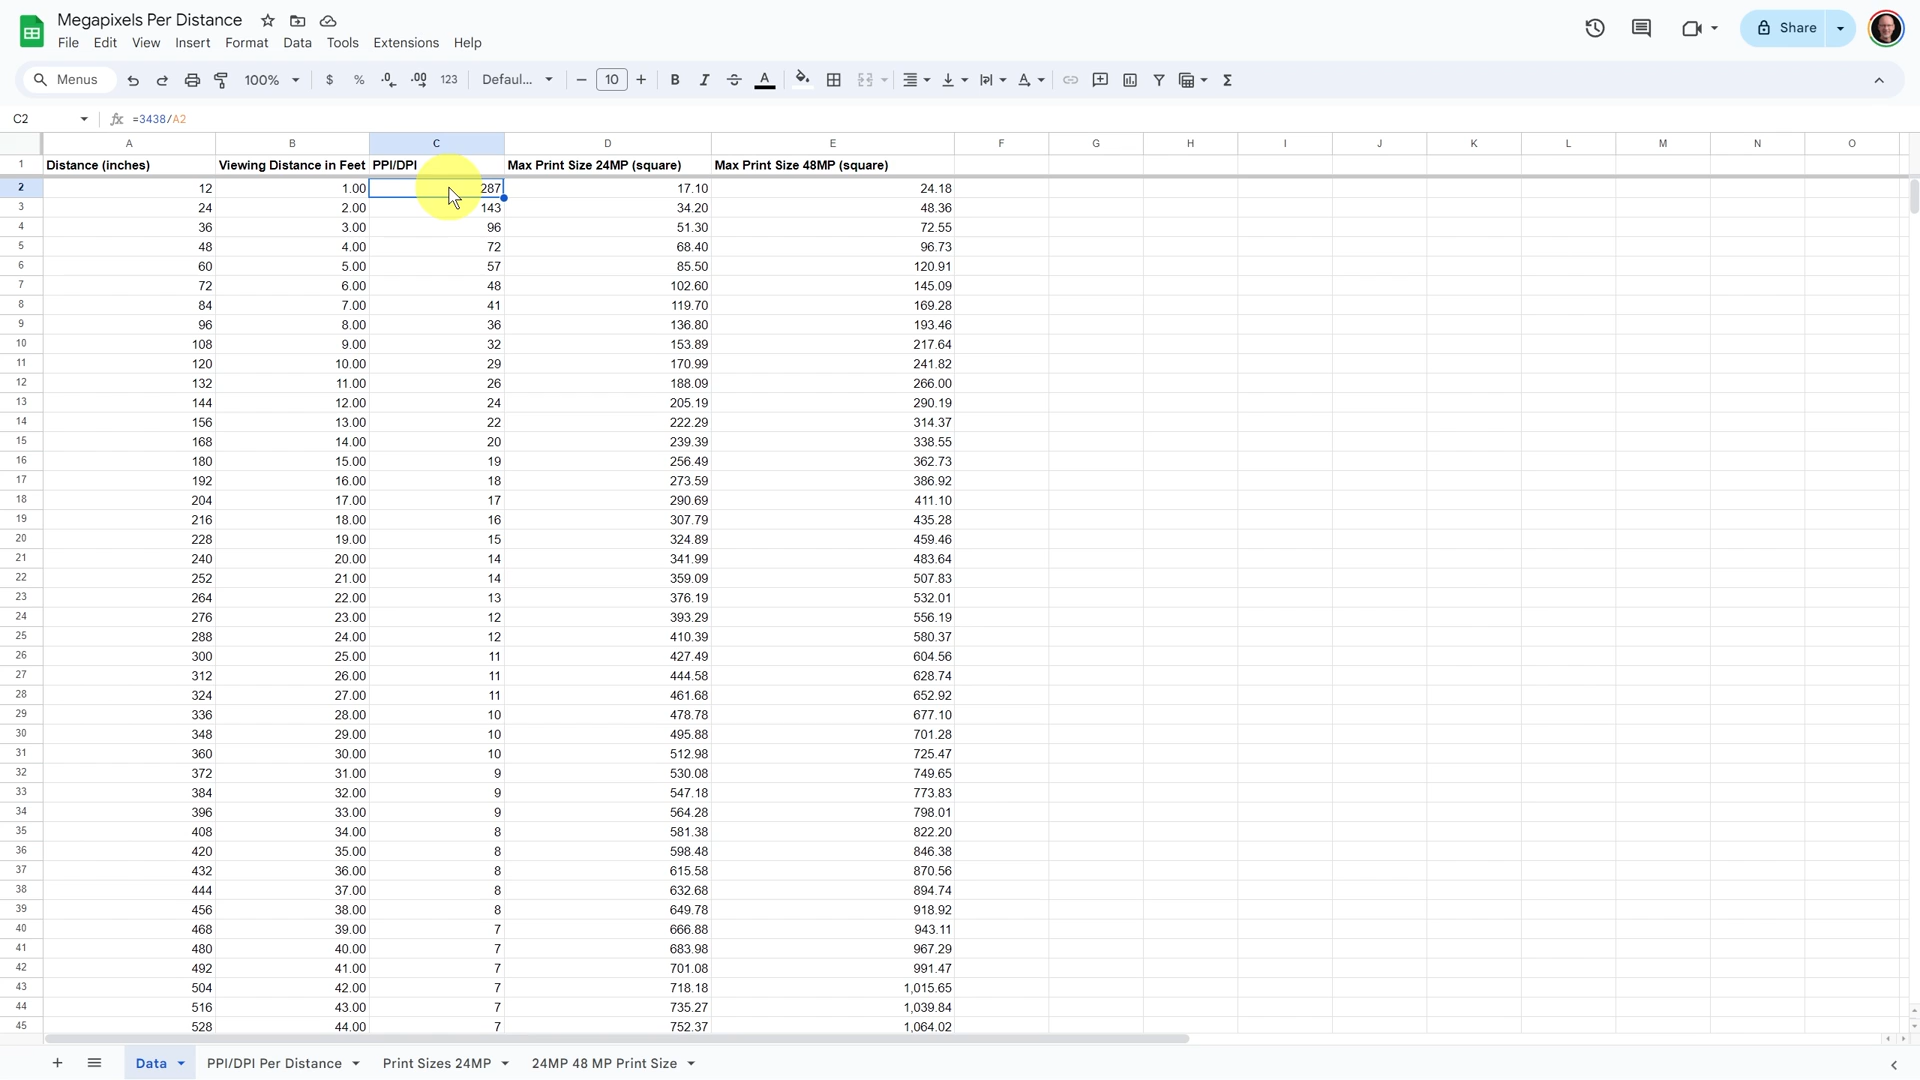 Megapixels Per Distance
File Edit View Insert Format Data Tools Extensions Help
Share
Menus 100% $ % .0 .00 123 Defaul... 10 B I A Σ
C2 fx =3438/A2
A B C D E F G H I J K L M N O
1 Distance (inches) Viewing Distance in Feet PPI/DPI Max Print Size 24MP (square) Max Print Size 48MP (square)
2 12 1.00 287 17.10 24.18
3 24 2.00 143 34.20 48.36
4 36 3.00 96 51.30 72.55
5 48 4.00 72 68.40 96.73
6 60 5.00 57 85.50 120.91
7 72 6.00 48 102.60 145.09
8 84 7.00 41 119.70 169.28
9 96 8.00 36 136.80 193.46
10 108 9.00 32 153.89 217.64
11 120 10.00 29 170.99 241.82
12 132 11.00 26 188.09 266.00
13 144 12.00 24 205.19 290.19
14 156 13.00 22 222.29 314.37
15 168 14.00 20 239.39 338.55
16 180 15.00 19 256.49 362.73
17 192 16.00 18 273.59 386.92
18 204 17.00 17 290.69 411.10
19 216 18.00 16 307.79 435.28
20 228 19.00 15 324.89 459.46
21 240 20.00 14 341.99 483.64
22 252 21.00 14 359.09 507.83
23 264 22.00 13 376.19 532.01
24 276 23.00 12 393.29 556.19
25 288 24.00 12 410.39 580.37
26 300 25.00 11 427.49 604.56
27 312 26.00 11 444.58 628.74
28 324 27.00 11 461.68 652.92
29 336 28.00 10 478.78 677.10
30 348 29.00 10 495.88 701.28
31 360 30.00 10 512.98 725.47
32 372 31.00 9 530.08 749.65
33 384 32.00 9 547.18 773.83
34 396 33.00 9 564.28 798.01
35 408 34.00 8 581.38 822.20
36 420 35.00 8 598.48 846.38
37 432 36.00 8 615.58 870.56
38 444 37.00 8 632.68 894.74
39 456 38.00 8 649.78 918.92
40 468 39.00 7 666.88 943.11
41 480 40.00 7 683.98 967.29
42 492 41.00 7 701.08 991.47
43 504 42.00 7 718.18 1,015.65
44 516 43.00 7 735.27 1,039.84
45 528 44.00 7 752.37 1,064.02
Data PPI/DPI Per Distance Print Sizes 24MP 24MP 48 MP Print Size